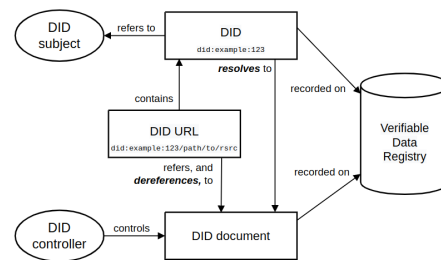 DID
subject
refers to
DID
did:example:123
resolves to
recorded on
contains
DID URL
did:example:123/path/to/rsrc
Verifiable
Data
Registry
refers, and
dereferences, to
recorded on
DID
controller
controls
DID document